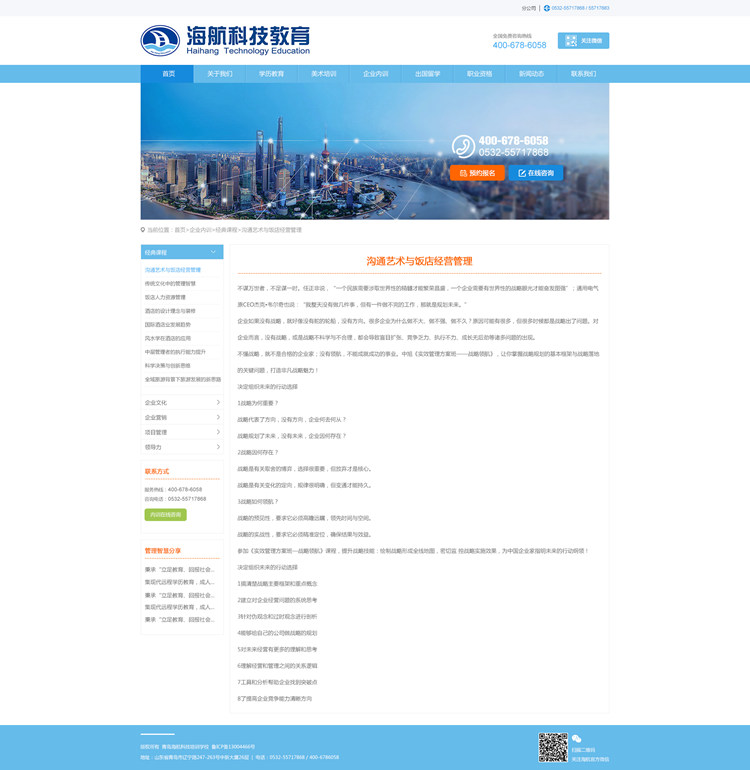 分公司 | 0532-55717868 / 55717863
海航科技教育
Haihang Technology Education
全国免费咨询热线
400-678-6058
关注微信
首页 关于我们 学历教育 美术培训 企业内训 出国留学 职业资格 新闻动态 联系我们
400-678-6058
0532-55717868
预约报名 在线咨询
当前位置：首页>企业内训>经典课程>沟通艺术与饭店经营管理
经典课程
沟通艺术与饭店经营管理
传统文化中的管理智慧
饭店人力资源管理
酒店的设计理念与装修
国际酒店业发展趋势
风水学在酒店的应用
中层管理者的执行能力提升
科学决策与创新思维
全域旅游背景下旅游发展的新思路
企业文化
企业营销
项目管理
领导力
联系方式
服务热线：400-678-6058
咨询电话：0532-55717868
内训在线咨询
管理智慧分享
秉承“立足教育、回报社会...
集现代远程学历教育，成人...
秉承“立足教育、回报社会...
集现代远程学历教育，成人...
秉承“立足教育、回报社会...
沟通艺术与饭店经营管理
不谋万世者，不足谋一时。任正非说，“一个民族需要汲取世界性的精髓才能繁荣昌盛，一个企业需要有世界性的战略眼光才能奋发图强”；通用电气
原CEO杰克•韦尔奇也说：“我整天没有做几件事，但有一件做不完的工作，那就是规划未来。”
企业如果没有战略，就好像没有舵的轮船，没有方向。很多企业为什么做不大、做不强、做不久？原因可能有很多，但很多时候都是战略出了问题。对
企业而言，没有战略，或是战略不科学与不合理，都会导致盲目扩张、竞争乏力、执行不力、成长无后劲等诸多问题的出现。
不懂战略，就不是合格的企业家；没有领航，不能成就成功的事业。中旭《实效管理方案班——战略领航》，让你掌握战略规划的基本框架与战略落地
的关键问题，打造非凡战略魅力！
决定组织未来的行动选择
1战略为何重要？
战略代表了方向，没有方向，企业何去何从？
战略规划了未来，没有未来，企业因何存在？
2战略因何存在？
战略是有关取舍的博弈，选择很重要，但放弃才是核心。
战略是有关变化的定向，规律很明确，但变通才能持久。
3战略如何领航？
战略的预见性，要求它必须高瞻远瞩，领先时间与空间。
战略的实战性，要求它必须精准定位，确保结果与效益。
参加《实效管理方案班—战略领航》课程，提升战略技能：绘制战略形成全线地图，密切监 控战略实施效果，为中国企业家指明未来的行动纲领！
决定组织未来的行动选择
1搞清楚战略主要框架和重点概念
2建立对企业经营问题的系统思考
3针对伪观念和过时观念进行剖析
4能够给自己的公司做战略的规划
5对未来经营有更多的理解和思考
6理解经营和管理之间的关系逻辑
7工具和分析帮助企业找到突破点
8了提高企业竞争能力清晰方向
版权所有 青岛海航科技培训学校 鲁ICP备13004466号
地址：山东省青岛市辽宁路247-263号中联大厦26层 | 电话：0532-55717868 / 400-6786058
扫描二维码
关注海航官方微信